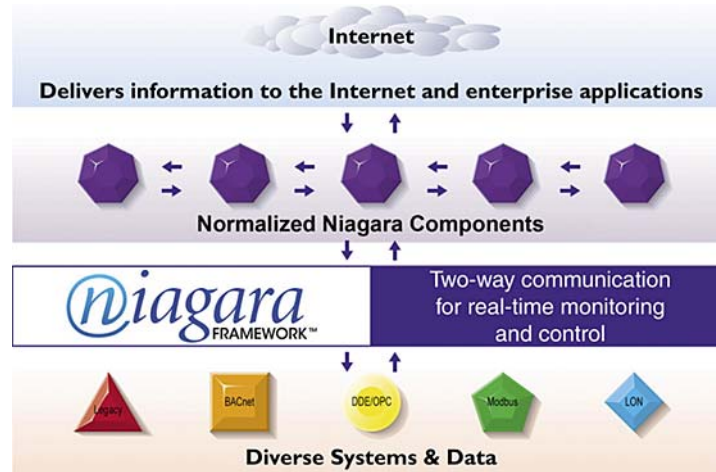 Internet
Delivers information to the Internet and enterprise applications
Normalized Niagara Components
niagara
FRAMEWORK™
Two-way communication
for real-time monitoring
and control
Legacy
BACnet
DDE/OPC
Modbus
LON
Diverse Systems & Data